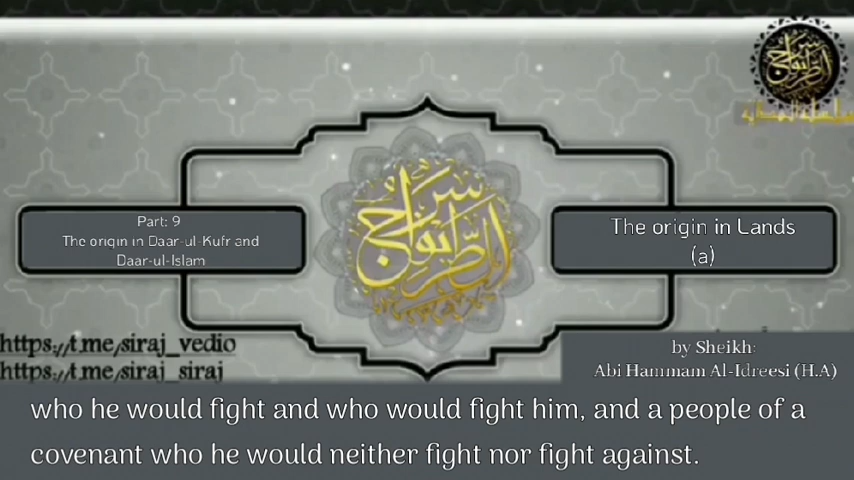 سراج
الطريق
Part: 9
The origin in Daar-ul-Kufr and
Daar-ul-Islam
The origin in Lands
(a)
https://t.me/siraj_vedio
https://t.me/siraj_siraj
by Sheikh:
Abi Hammam Al-Idreesi (H.A)
who he would fight and who would fight him, and a people of a
covenant who he would neither fight nor fight against.